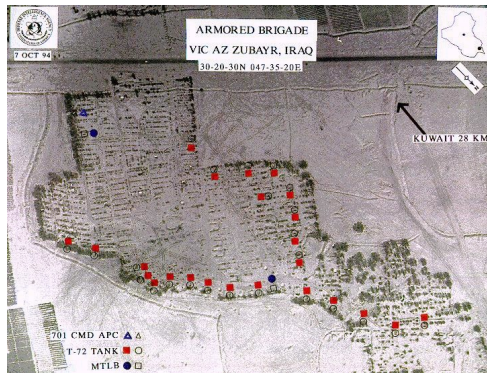 ARMORED BRIGADE
VIC AZ ZUBAYR, IRAQ
30-20-30N 047-35-20E
7 OCT 94
KUWAIT 28 KM
701 CMD APC
T-72 TANK
MTLB